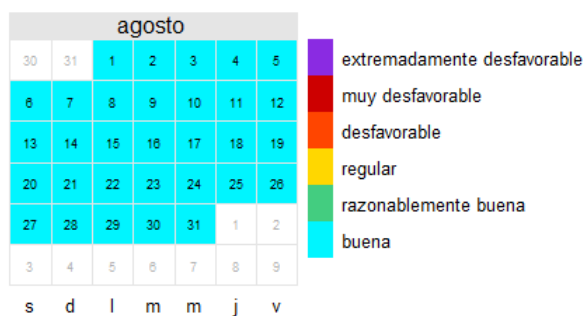 agosto
30 31 1 2 3 4 5
6 7 8 9 10 11 12
13 14 15 16 17 18 19
20 21 22 23 24 25 26
27 28 29 30 31 1 2
3 4 5 6 7 8 9
s d l m m j v
extremadamente desfavorable
muy desfavorable
desfavorable
regular
razonablemente buena
buena